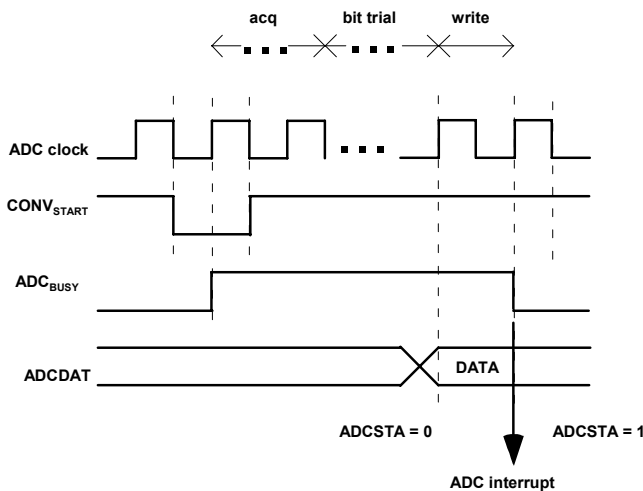 acq bit trial write
ADC clock
CONVSTART
ADCBUSY
ADCDAT
DATA
ADCSTA = 0 ADCSTA = 1
ADC interrupt